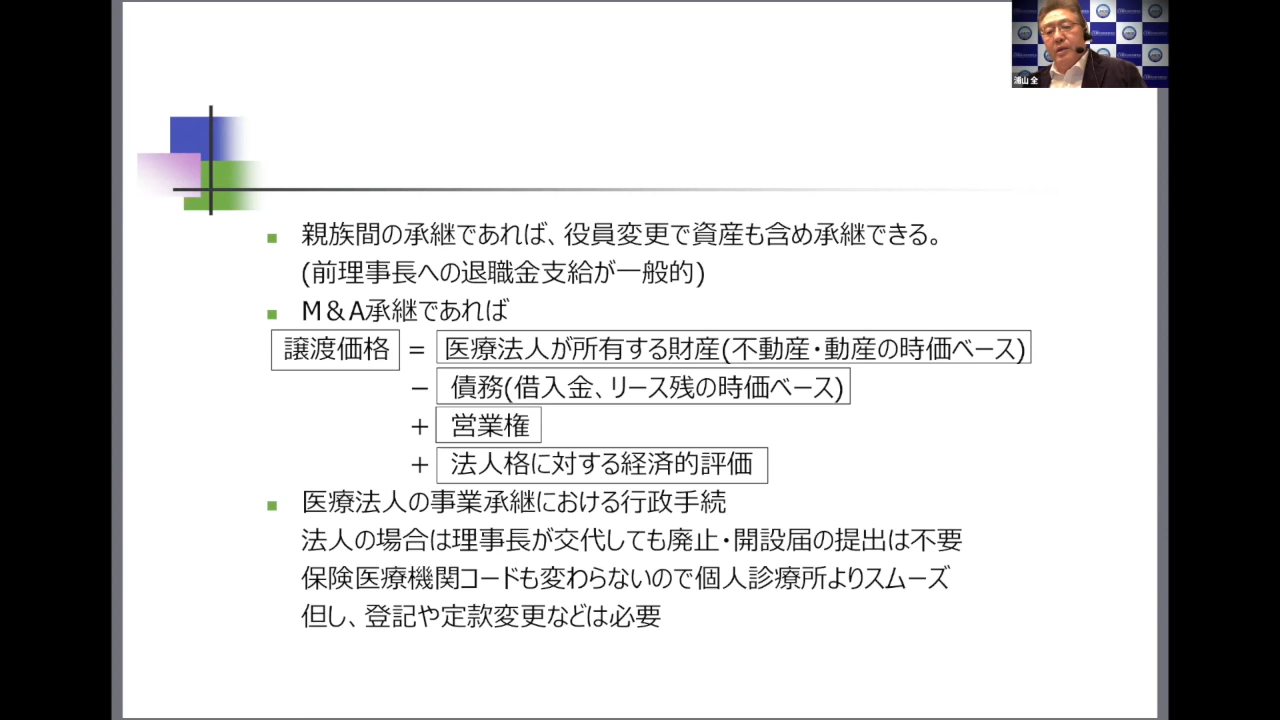 浦山 全
親族間の承継であれば、役員変更で資産も含め承継できる。
(前理事長への退職金支給が一般的)
M&A承継であれば
譲渡価格 = 医療法人が所有する財産(不動産・動産の時価ベース)
− 債務(借入金、リース残の時価ベース)
+ 営業権
+ 法人格に対する経済的評価
医療法人の事業承継における行政手続
法人の場合は理事長が交代しても廃止・開設届の提出は不要
保険医療機関コードも変わらないので個人診療所よりスムーズ
但し、登記や定款変更などは必要